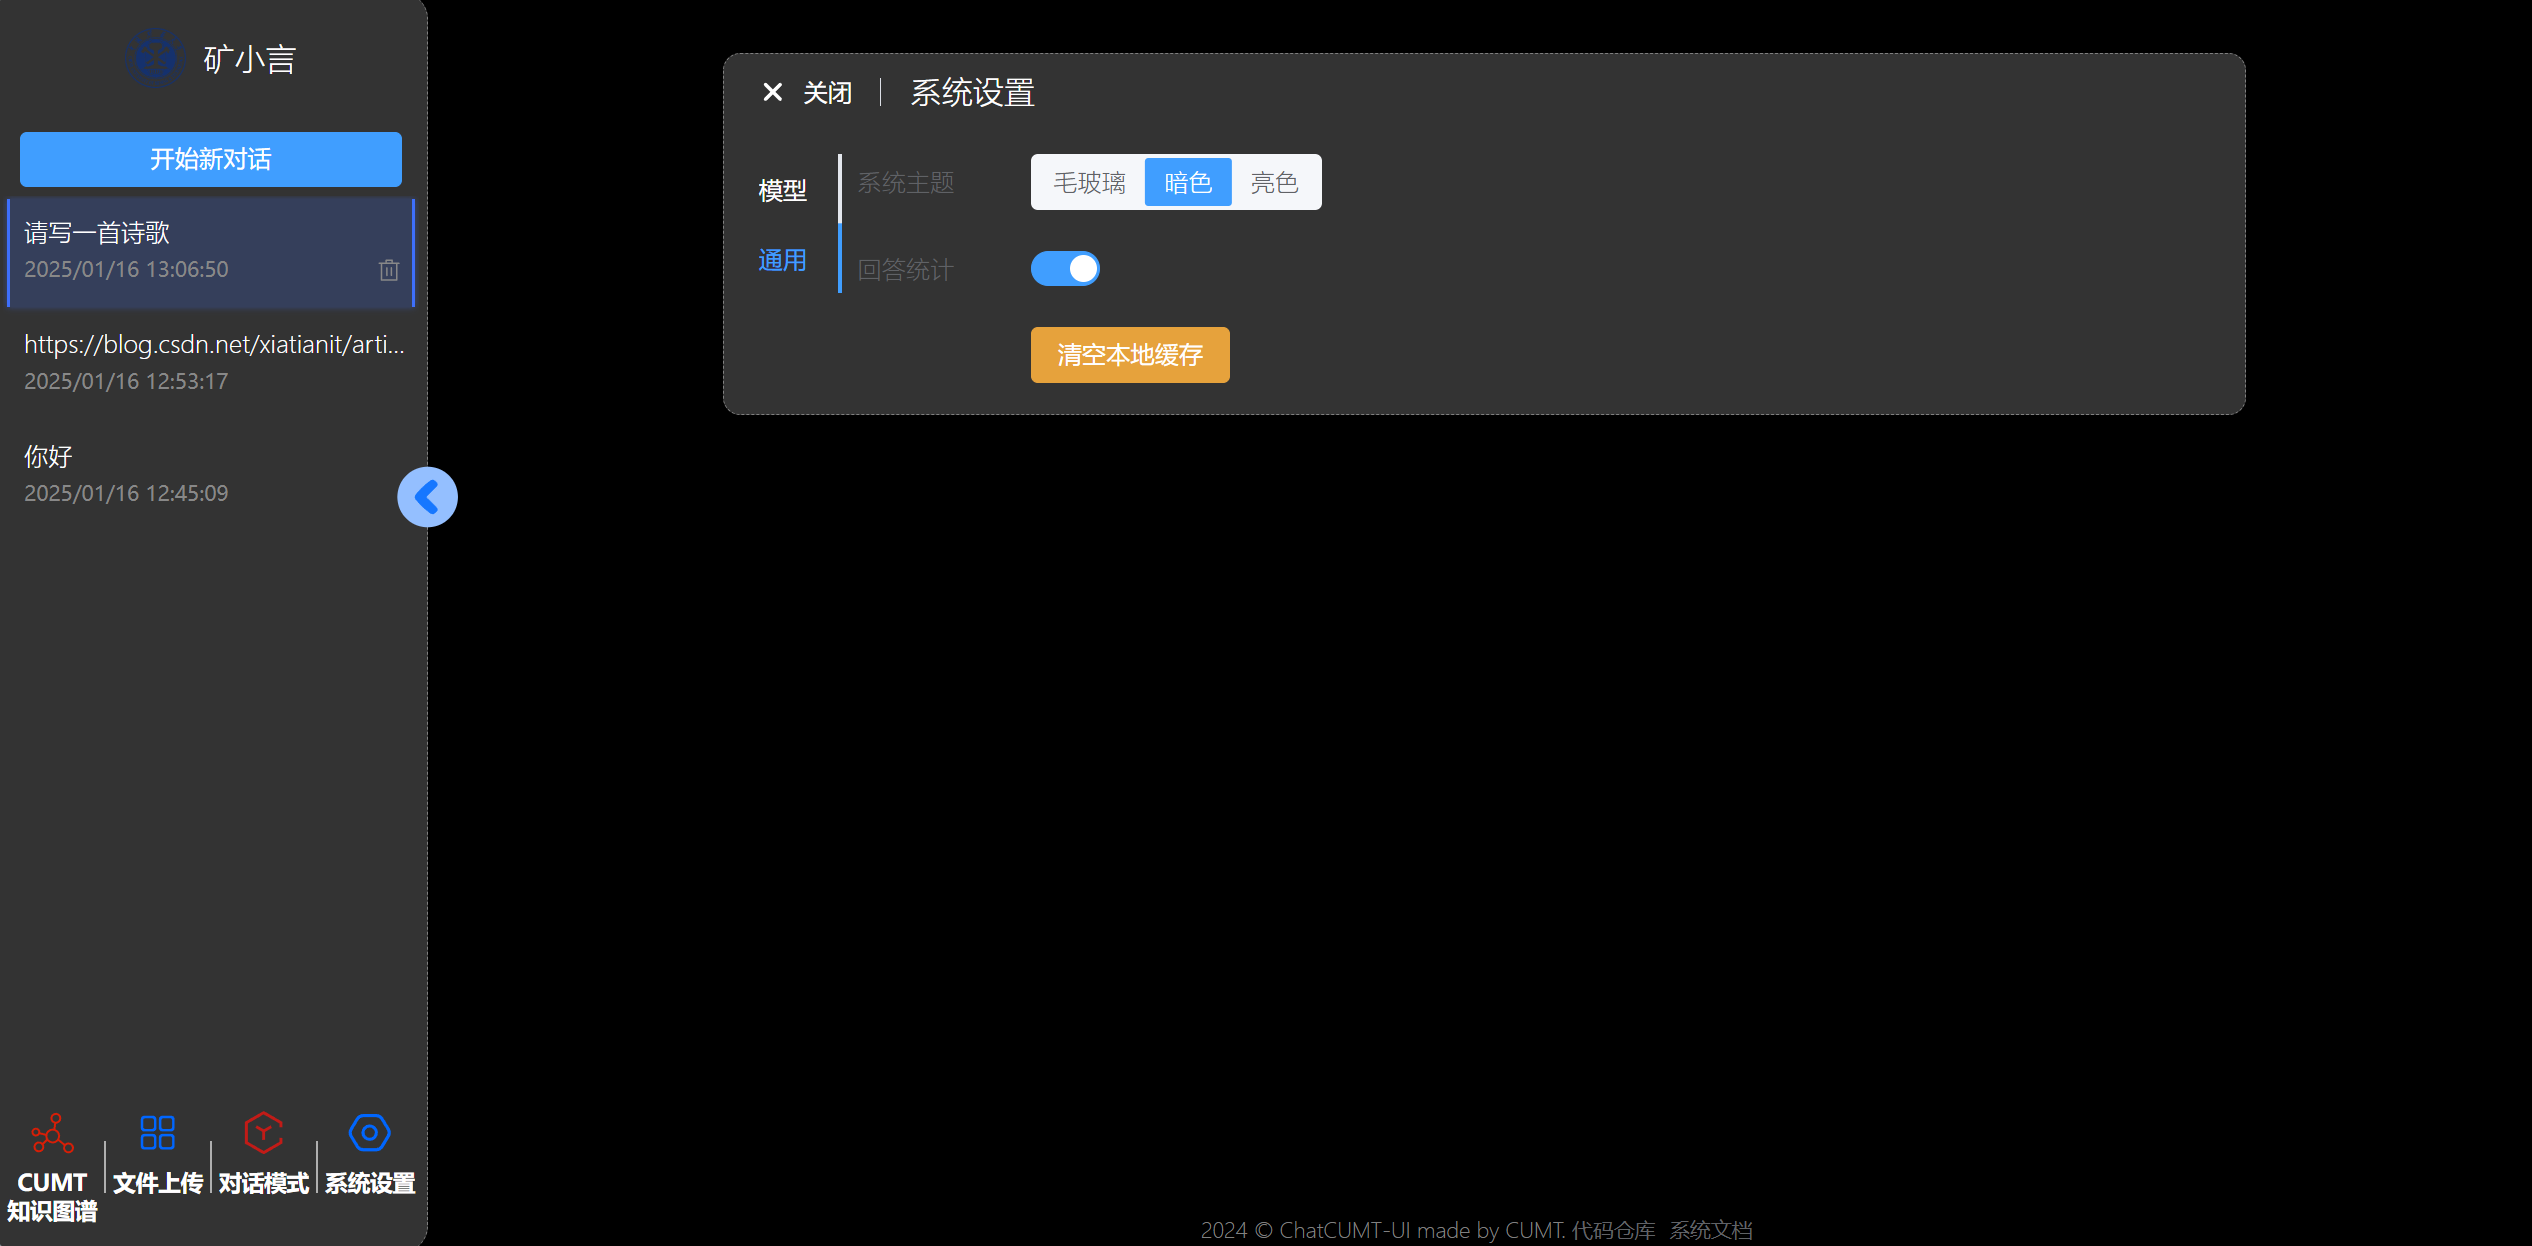 矿小言
开始新对话
请写一首诗歌
2025/01/16 13:06:50
https://blog.csdn.net/xiatianit/arti...
2025/01/16 12:53:17
你好
2025/01/16 12:45:09
CUMT
知识图谱
文件上传
对话模式
系统设置
关闭
系统设置
模型
通用
系统主题
毛玻璃 暗色 亮色
回答统计
清空本地缓存
2024 © ChatCUMT-UI made by CUMT. 代码仓库 系统文档